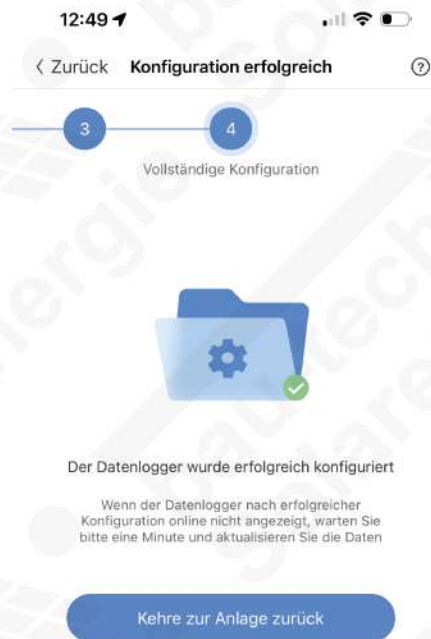 12:49
Zurück Konfiguration erfolgreich ?
3 4
Vollständige Konfiguration
Der Datenlogger wurde erfolgreich konfiguriert
Wenn der Datenlogger nach erfolgreicher
Konfiguration online nicht angezeigt, warten Sie
bitte eine Minute und aktualisieren Sie die Daten
Kehre zur Anlage zurück